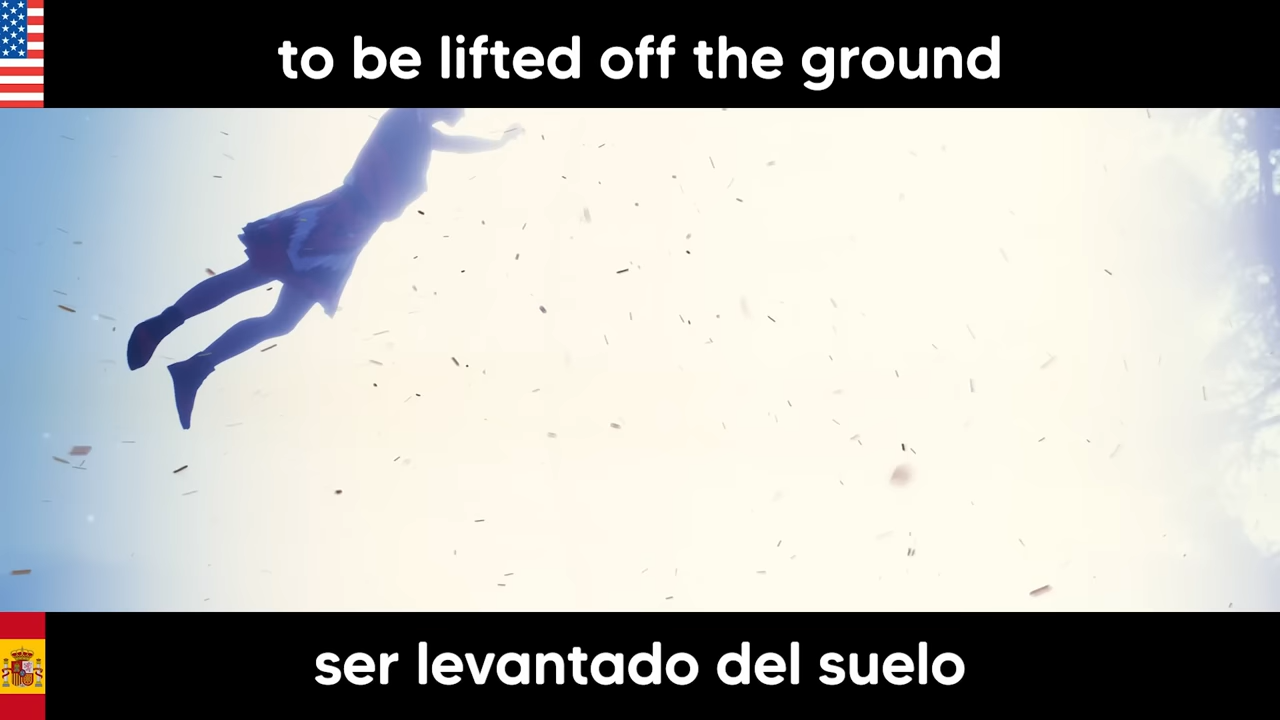 to be lifted off the ground
ser levantado del suelo